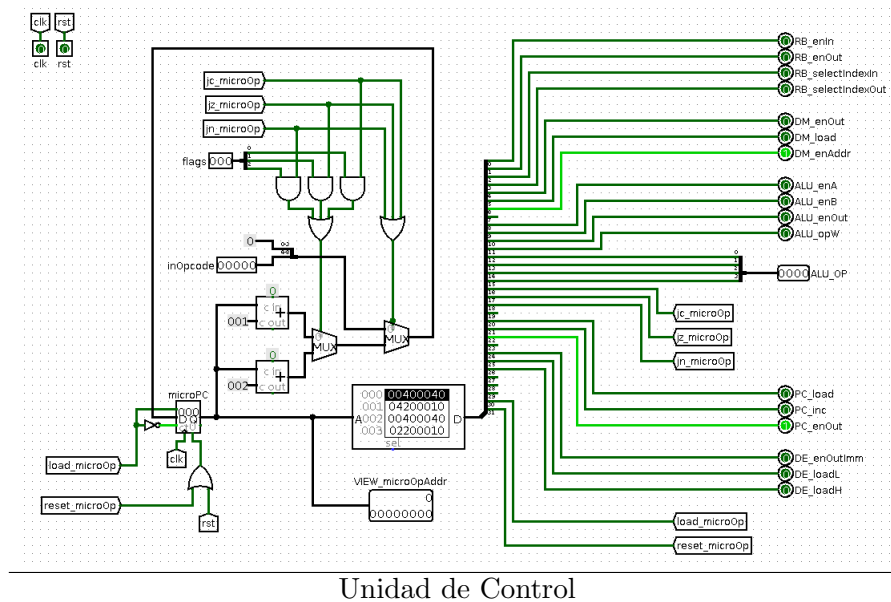 clk
rst
clk
rst
jc_microOp
jz_microOp
jn_microOp
flags 000
0
inOpcode 00000
0
c in
+
001
c out
0
c in
+
002
c out
MUX
MUX
microPC
D Q
load_microOp
clk
reset_microOp
rst
000 00400040
001 04200010
A 002 00400040 D
003 02200010
sel
VIEW_microOpAddr
0
00000000
RB_enIn
RB_enOut
RB_selectIndexIn
RB_selectIndexOut
DM_enOut
DM_load
DM_enAddr
ALU_enA
ALU_enB
ALU_enOut
ALU_opW
0000 ALU_OP
jc_microOp
jz_microOp
jn_microOp
PC_load
PC_inc
PC_enOut
DE_enOutImm
DE_loadL
DE_loadH
load_microOp
reset_microOp
Unidad de Control